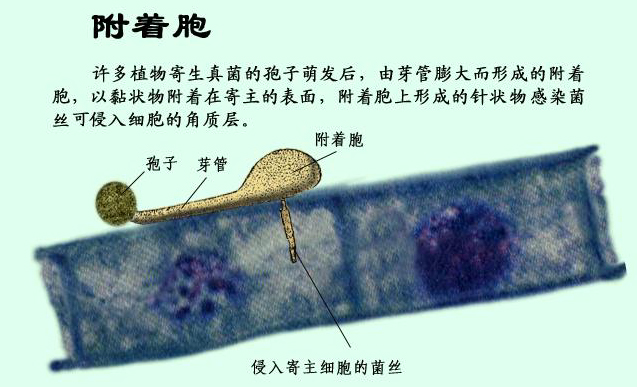 附着胞
许多植物寄生真菌的孢子萌发后，由芽管膨大而形成的附着
胞，以黏状物附着在寄主的表面，附着胞上形成的针状物感染菌
丝可侵入细胞的角质层。
附着胞
孢子
芽管
侵入寄主细胞的菌丝